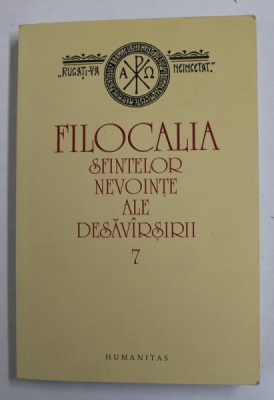 „RUGAȚI-VĂ NEÎNCETAT."
Α Ω
FILOCALIA
SFINTELOR
NEVOINȚE
ALE
DESĂVÎRȘIRII
7
HUMANITAS